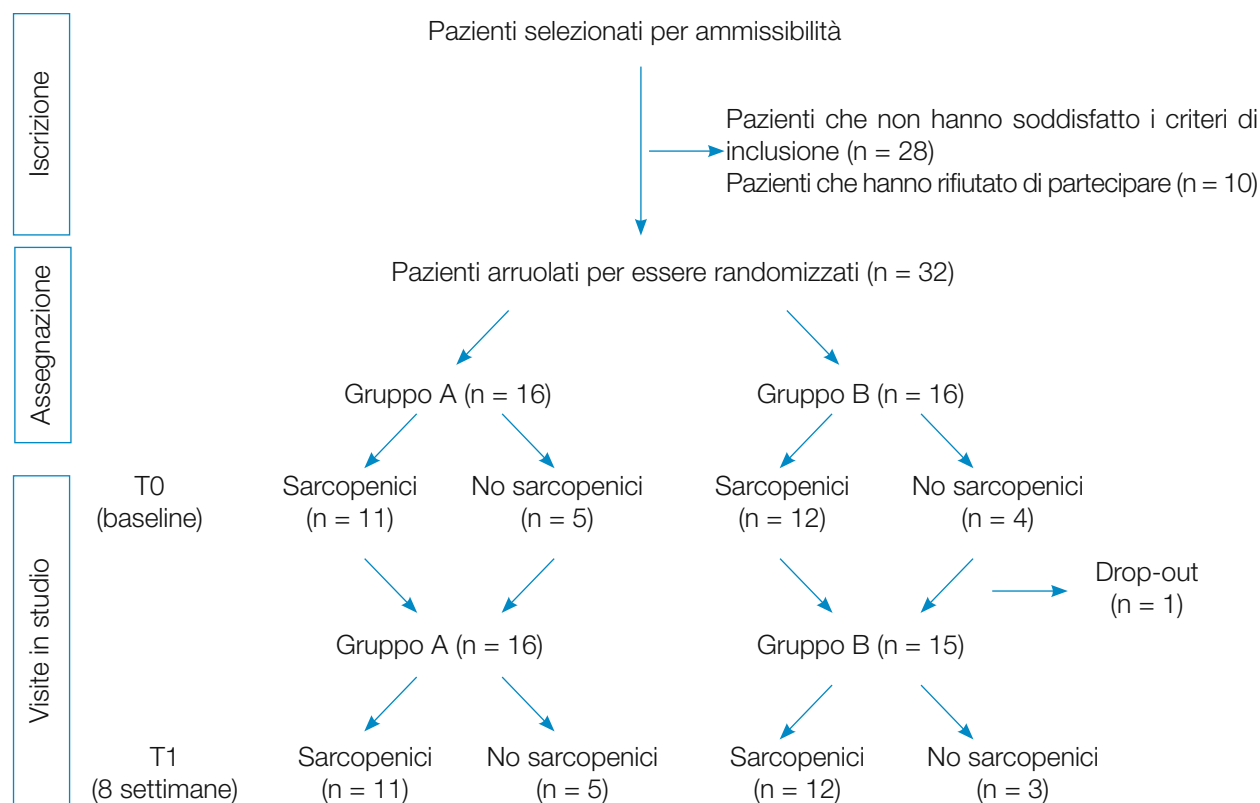 Iscrizione
Pazienti selezionati per ammissibilità
Pazienti che non hanno soddisfatto i criteri di
inclusione (n = 28)
Pazienti che hanno rifiutato di partecipare (n = 10)
Assegnazione
Pazienti arruolati per essere randomizzati (n = 32)
Gruppo A (n = 16)
Gruppo B (n = 16)
Visite in studio
T0
(baseline)
Sarcopenici
(n = 11)
No sarcopenici
(n = 5)
Sarcopenici
(n = 12)
No sarcopenici
(n = 4)
Drop-out
(n = 1)
Gruppo A (n = 16)
Gruppo B (n = 15)
T1
(8 settimane)
Sarcopenici
(n = 11)
No sarcopenici
(n = 5)
Sarcopenici
(n = 12)
No sarcopenici
(n = 3)